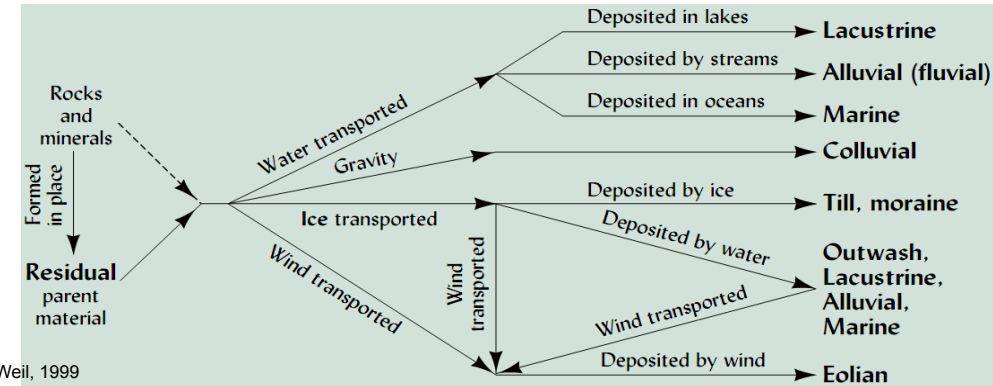 Rocks
and
minerals
Formed
in place
Residual
parent
material
Water transported
Gravity
Ice transported
Wind transported
Wind
transported
Deposited in lakes
Lacustrine
Deposited by streams
Alluvial (fluvial)
Deposited in oceans
Marine
Colluvial
Deposited by ice
Till, moraine
Deposited by water
Outwash,
Lacustrine,
Alluvial,
Marine
Wind transported
Deposited by wind
Eolian
Weil, 1999